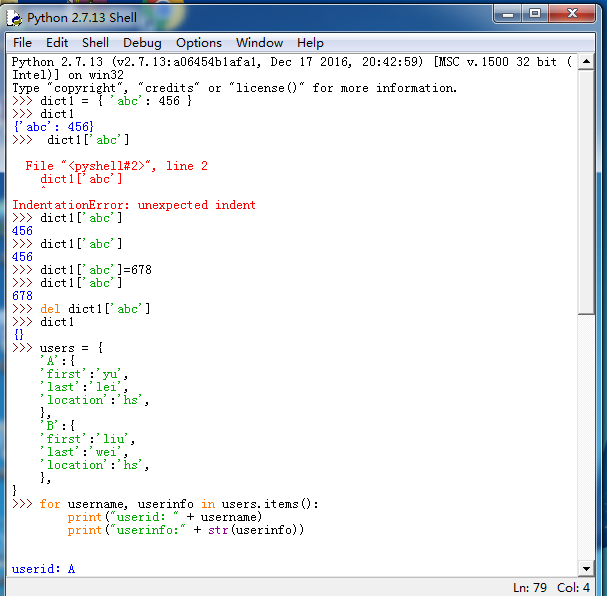 Python 2.7.13 Shell
File Edit Shell Debug Options Window Help
Python 2.7.13 (v2.7.13:a06454b1afa1, Dec 17 2016, 20:42:59) [MSC v.1500 32 bit (
Intel)] on win32
Type "copyright", "credits" or "license()" for more information.
>>> dict1 = { 'abc': 456 }
>>> dict1
{'abc': 456}
>>>  dict1['abc']
  File "<pyshell#2>", line 2
    dict1['abc']
    ^
IndentationError: unexpected indent
>>> dict1['abc']
456
>>> dict1['abc']
456
>>> dict1['abc']=678
>>> dict1['abc']
678
>>> del dict1['abc']
>>> dict1
{}
>>> users = {
    'A':{
    'first':'yu',
    'last':'lei',
    'location':'hs',
    },
    'B':{
    'first':'liu',
    'last':'wei',
    'location':'hs',
    },
}
>>> for username, userinfo in users.items():
        print("userid: " + username)
        print("userinfo:" + str(userinfo))
userid: A
Ln: 79 Col: 4